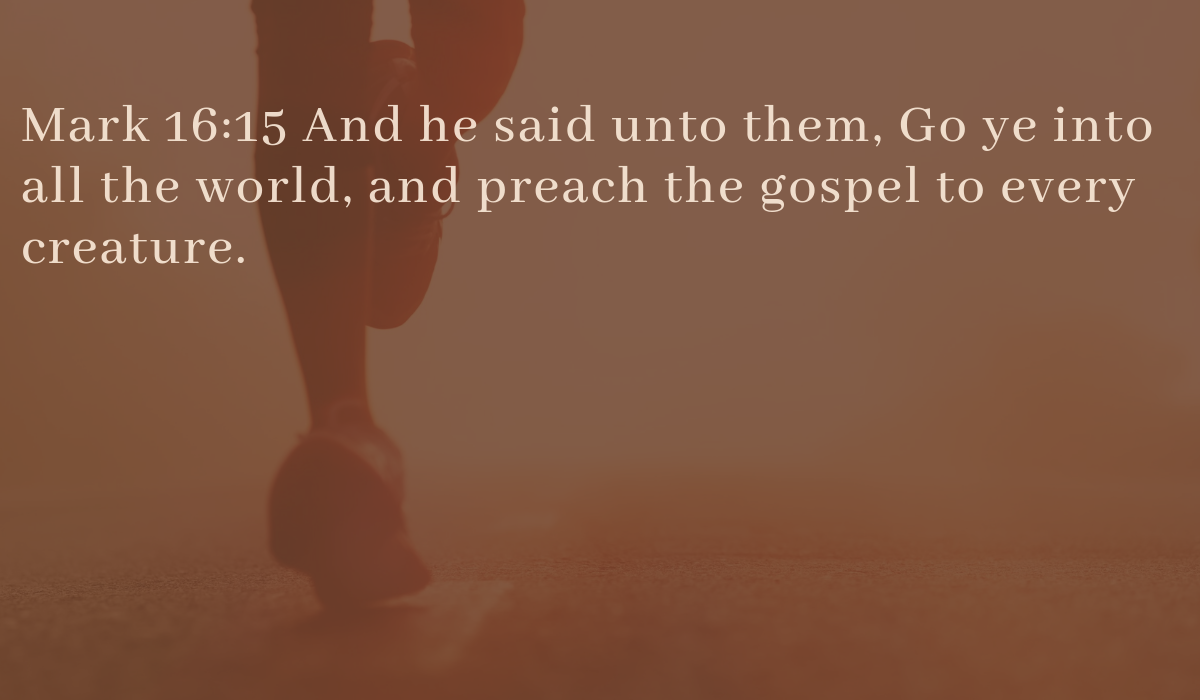 Mark 16:15 And he said unto them, Go ye into
all the world, and preach the gospel to every
creature.